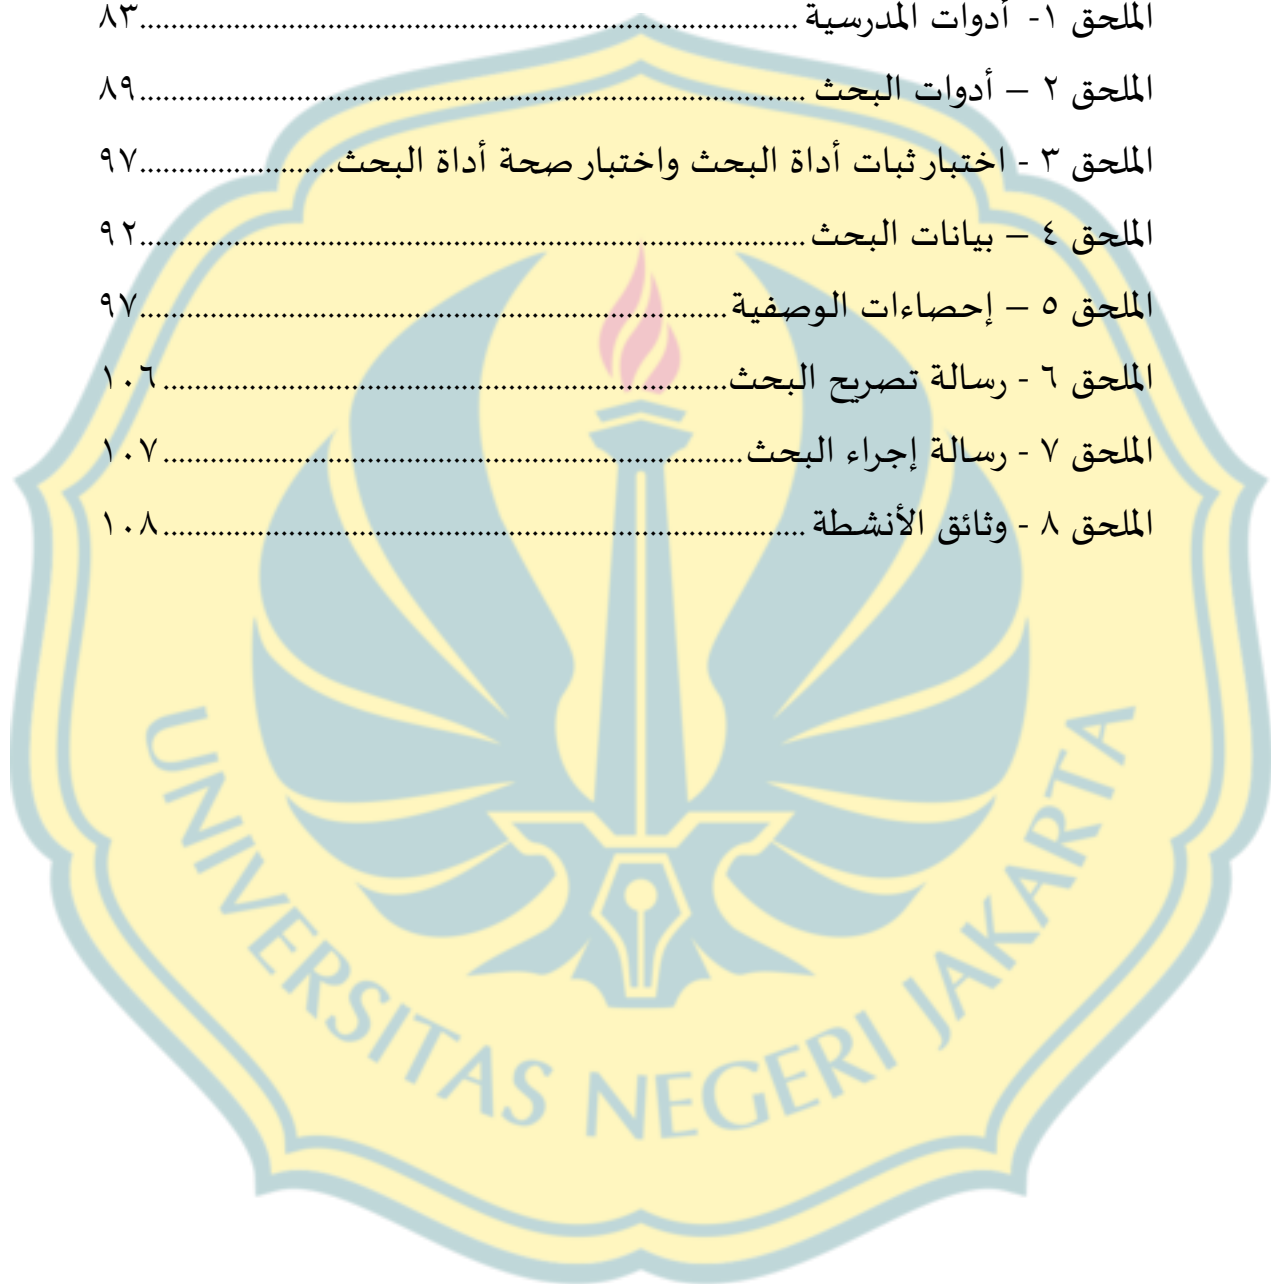 الملحق ١- أدوات المدرسية ..........................................................................................٨٣
الملحق ٢ – أدوات البحث ..........................................................................................٨٩
الملحق ٣ - اختبار ثبات أداة البحث واختبار صحة أداة البحث..........................٩٧
الملحق ٤ – بيانات البحث ..........................................................................................٩٢
الملحق ٥ – إحصاءات الوصفية ..............................................................................٩٧
الملحق ٦ - رسالة تصريح البحث..........................................................................١٠٦
الملحق ٧ - رسالة إجراء البحث..........................................................................١٠٧
الملحق ٨ - وثائق الأنشطة ..................................................................................١٠٨
UNIVERSITAS NEGERI JAKARTA